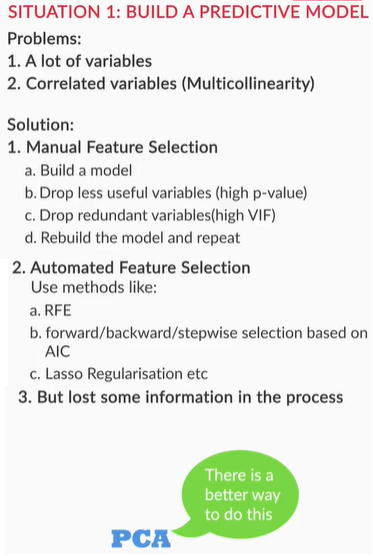 SITUATION 1: BUILD A PREDICTIVE MODEL
Problems:
1. A lot of variables
2. Correlated variables (Multicollinearity)
Solution:
1. Manual Feature Selection
a. Build a model
b. Drop less useful variables (high p-value)
c. Drop redundant variables(high VIF)
d. Rebuild the model and repeat
2. Automated Feature Selection
Use methods like:
a. RFE
b. forward/backward/stepwise selection based on
AIC
c. Lasso Regularisation etc
3. But lost some information in the process
There is a
better way
to do this
PCA